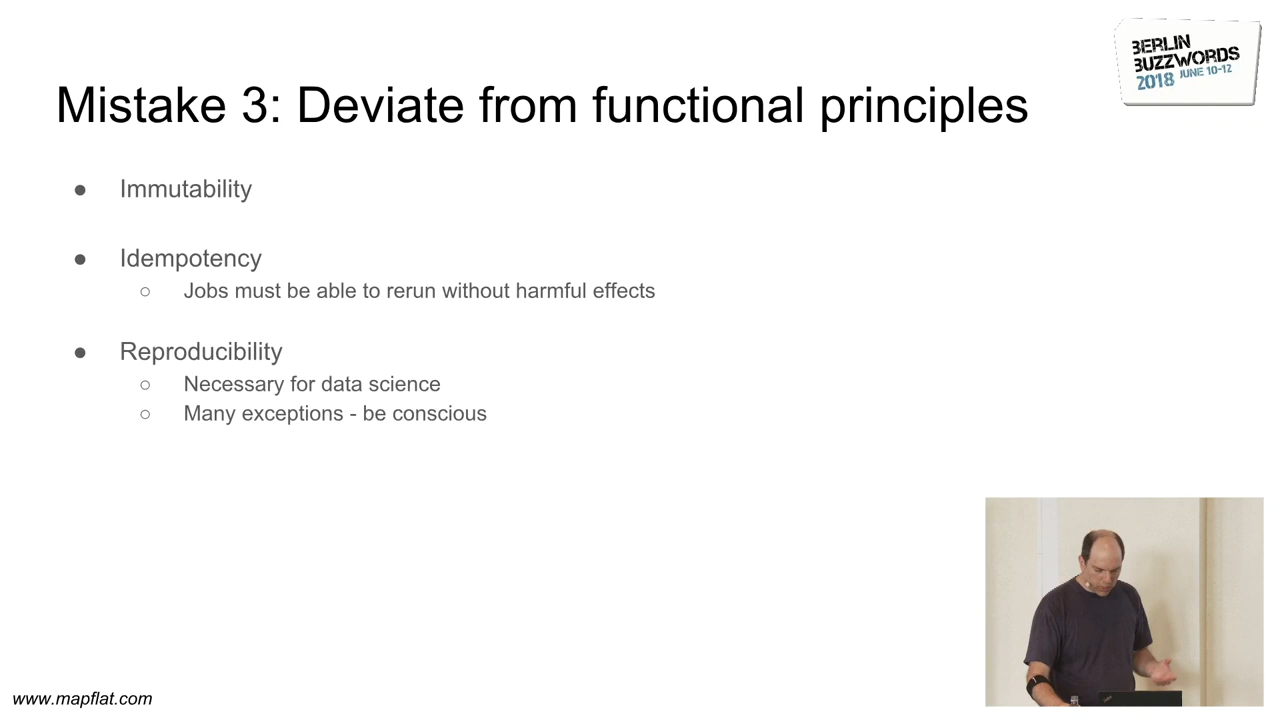 BERLIN
BUZZWORDS
2018 JUNE 10-12
Mistake 3: Deviate from functional principles
● Immutability
● Idempotency
○ Jobs must be able to rerun without harmful effects
● Reproducibility
○ Necessary for data science
○ Many exceptions - be conscious
www.mapflat.com